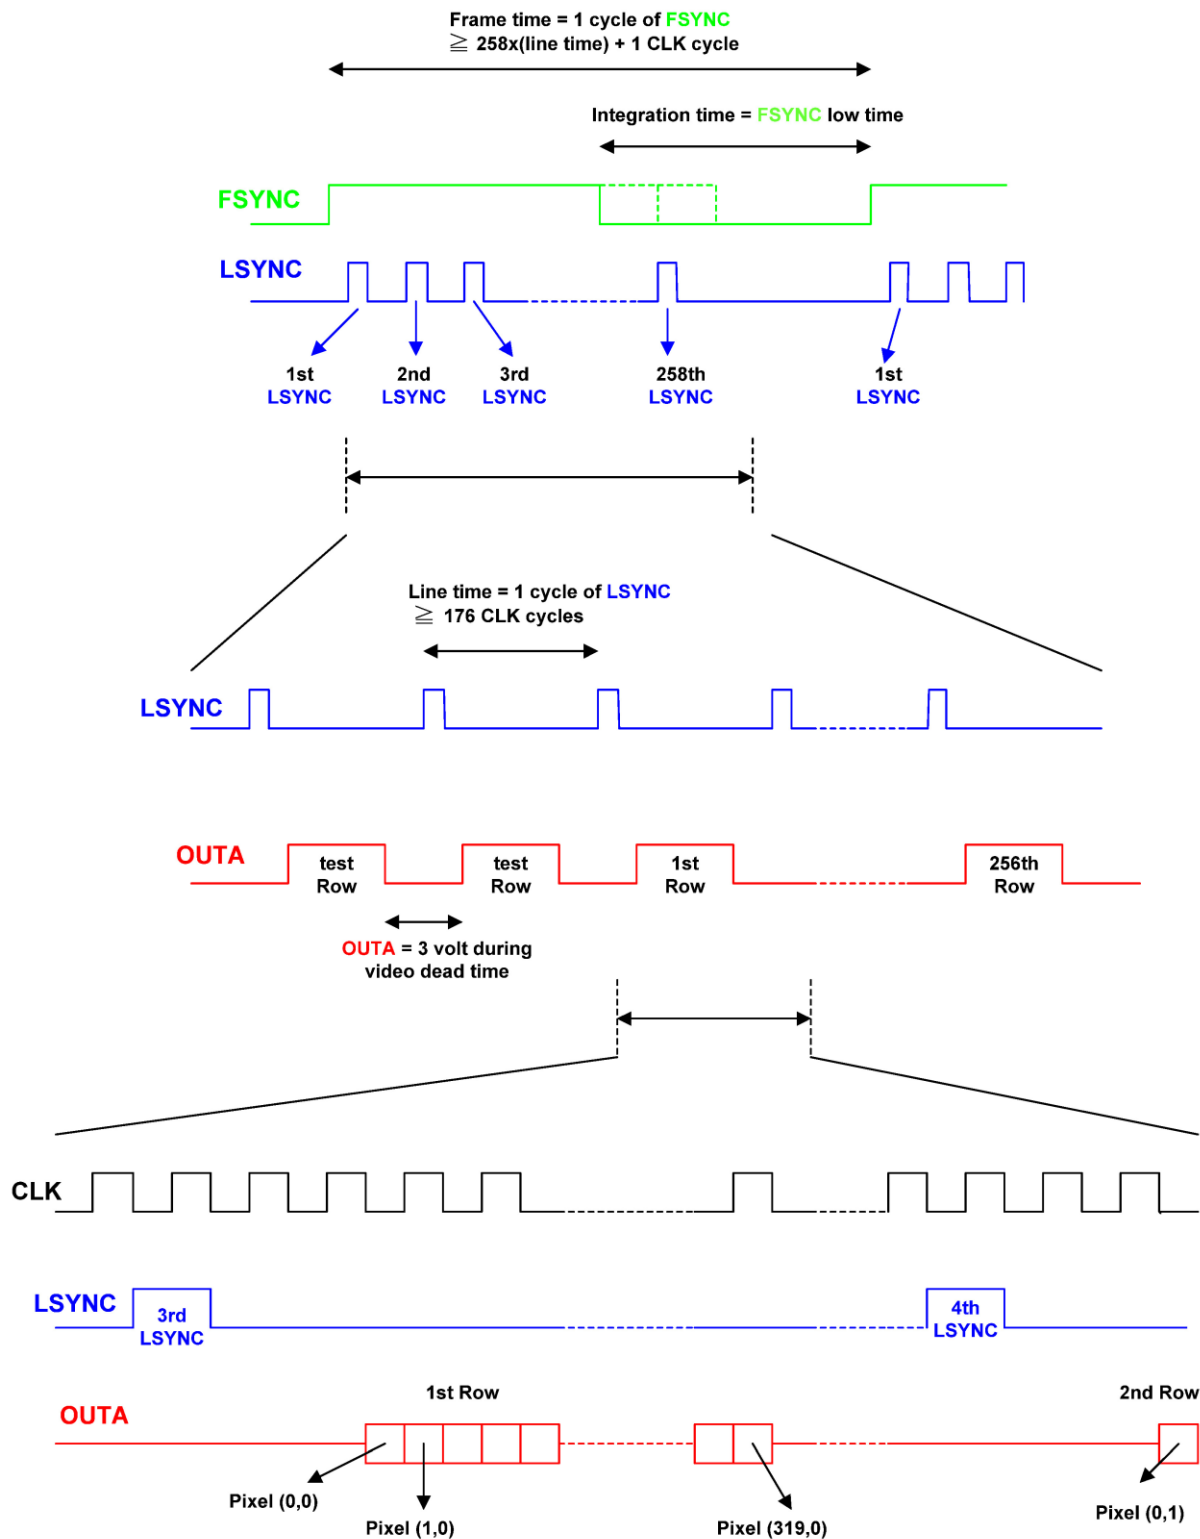 Frame time = 1 cycle of FSYNC
≧ 258x(line time) + 1 CLK cycle
Integration time = FSYNC low time
FSYNC
LSYNC
1st
LSYNC
2nd
LSYNC
3rd
LSYNC
258th
LSYNC
1st
LSYNC
Line time = 1 cycle of LSYNC
≧ 176 CLK cycles
LSYNC
OUTA
test
Row
test
Row
1st
Row
256th
Row
OUTA = 3 volt during
video dead time
CLK
LSYNC
3rd
LSYNC
4th
LSYNC
1st Row
2nd Row
OUTA
Pixel (0,0)
Pixel (1,0)
Pixel (319,0)
Pixel (0,1)